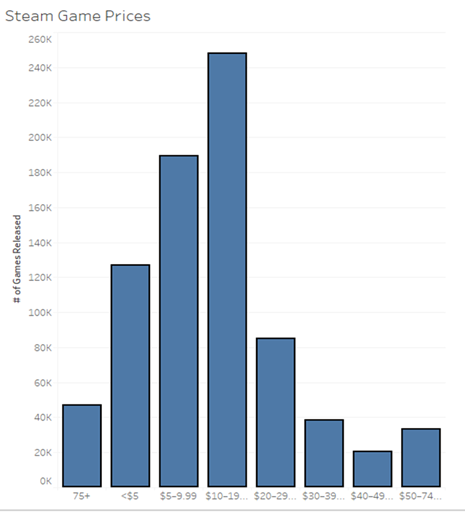 Steam Game Prices
260K
240K
220K
200K
180K
160K
140K
120K
100K
80K
60K
40K
20K
0K
# of Games Released
75+ <$5 $5-9.99 $10-19... $20-29... $30-39... $40-49... $50-74...